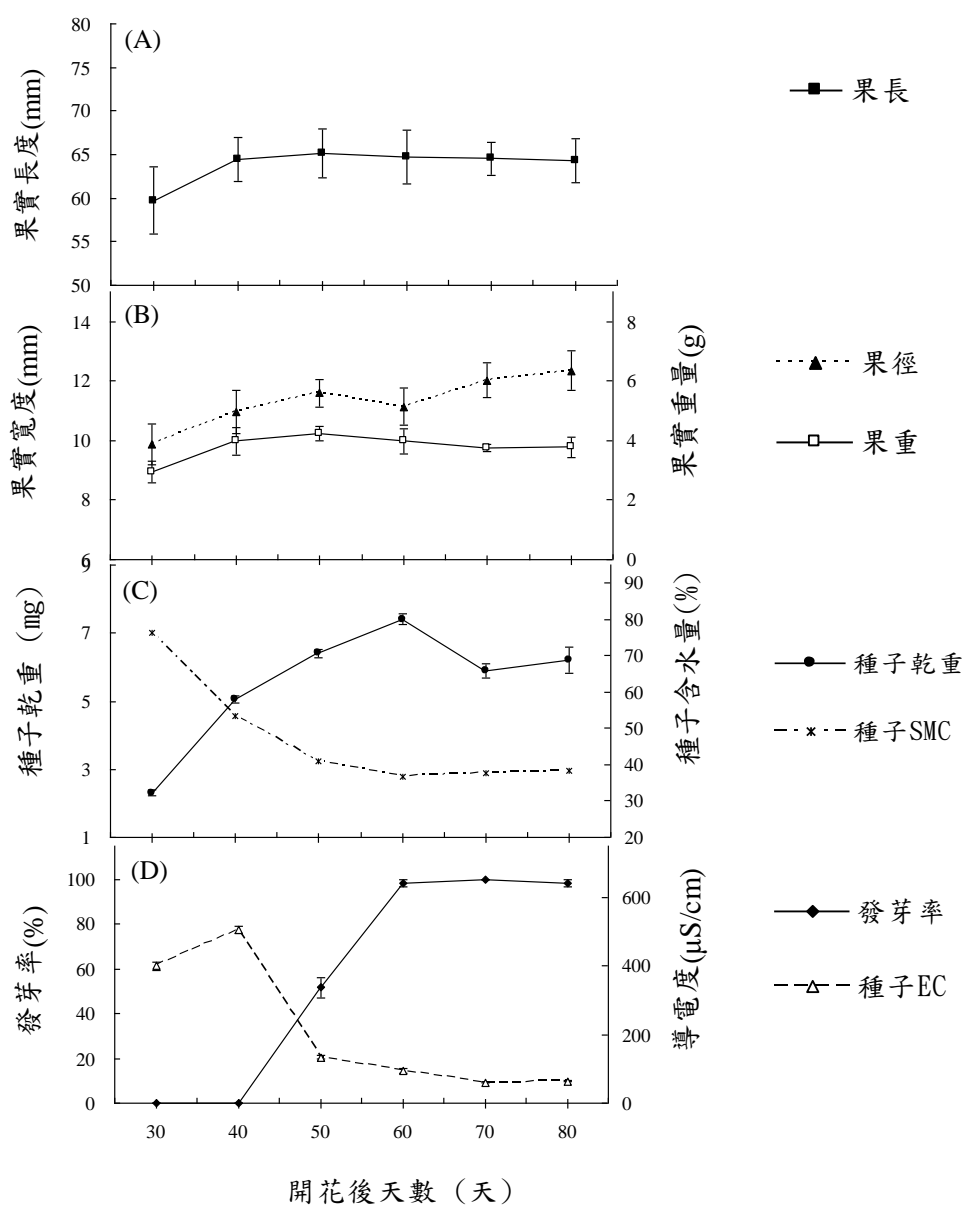 (A)
果實長度(mm)
80
75
70
65
60
55
50
果長
(B)
果實寬度(mm)
14
12
10
8
6
8
6
4
2
0
果實重量(g)
果徑
果重
(C)
種子乾重 (mg)
9
7
5
3
1
90
80
70
60
50
40
30
20
種子含水量(%)
種子乾重
種子SMC
(D)
發芽率(%)
100
80
60
40
20
0
600
400
200
0
導電度(μS/cm)
發芽率
種子EC
30 40 50 60 70 80
開花後天數（天）